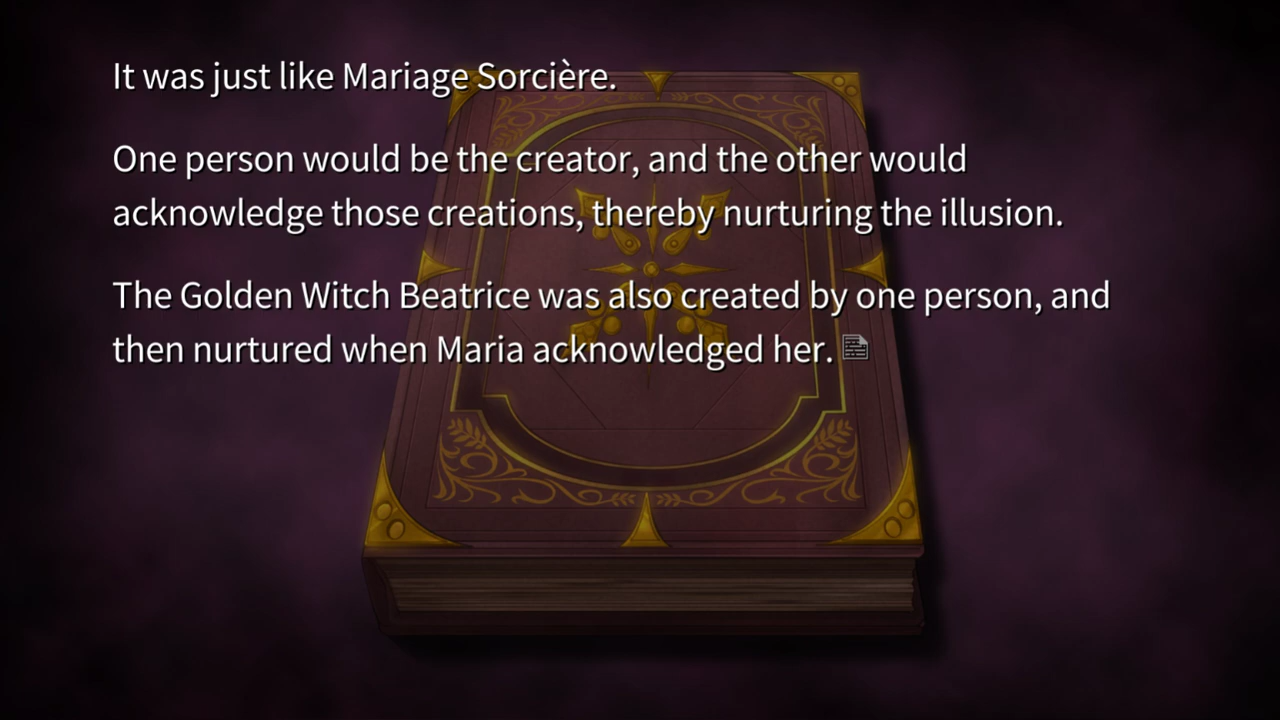 It was just like Mariage Sorcière.
One person would be the creator, and the other would
acknowledge those creations, thereby nurturing the illusion.
The Golden Witch Beatrice was also created by one person, and
then nurtured when Maria acknowledged her.